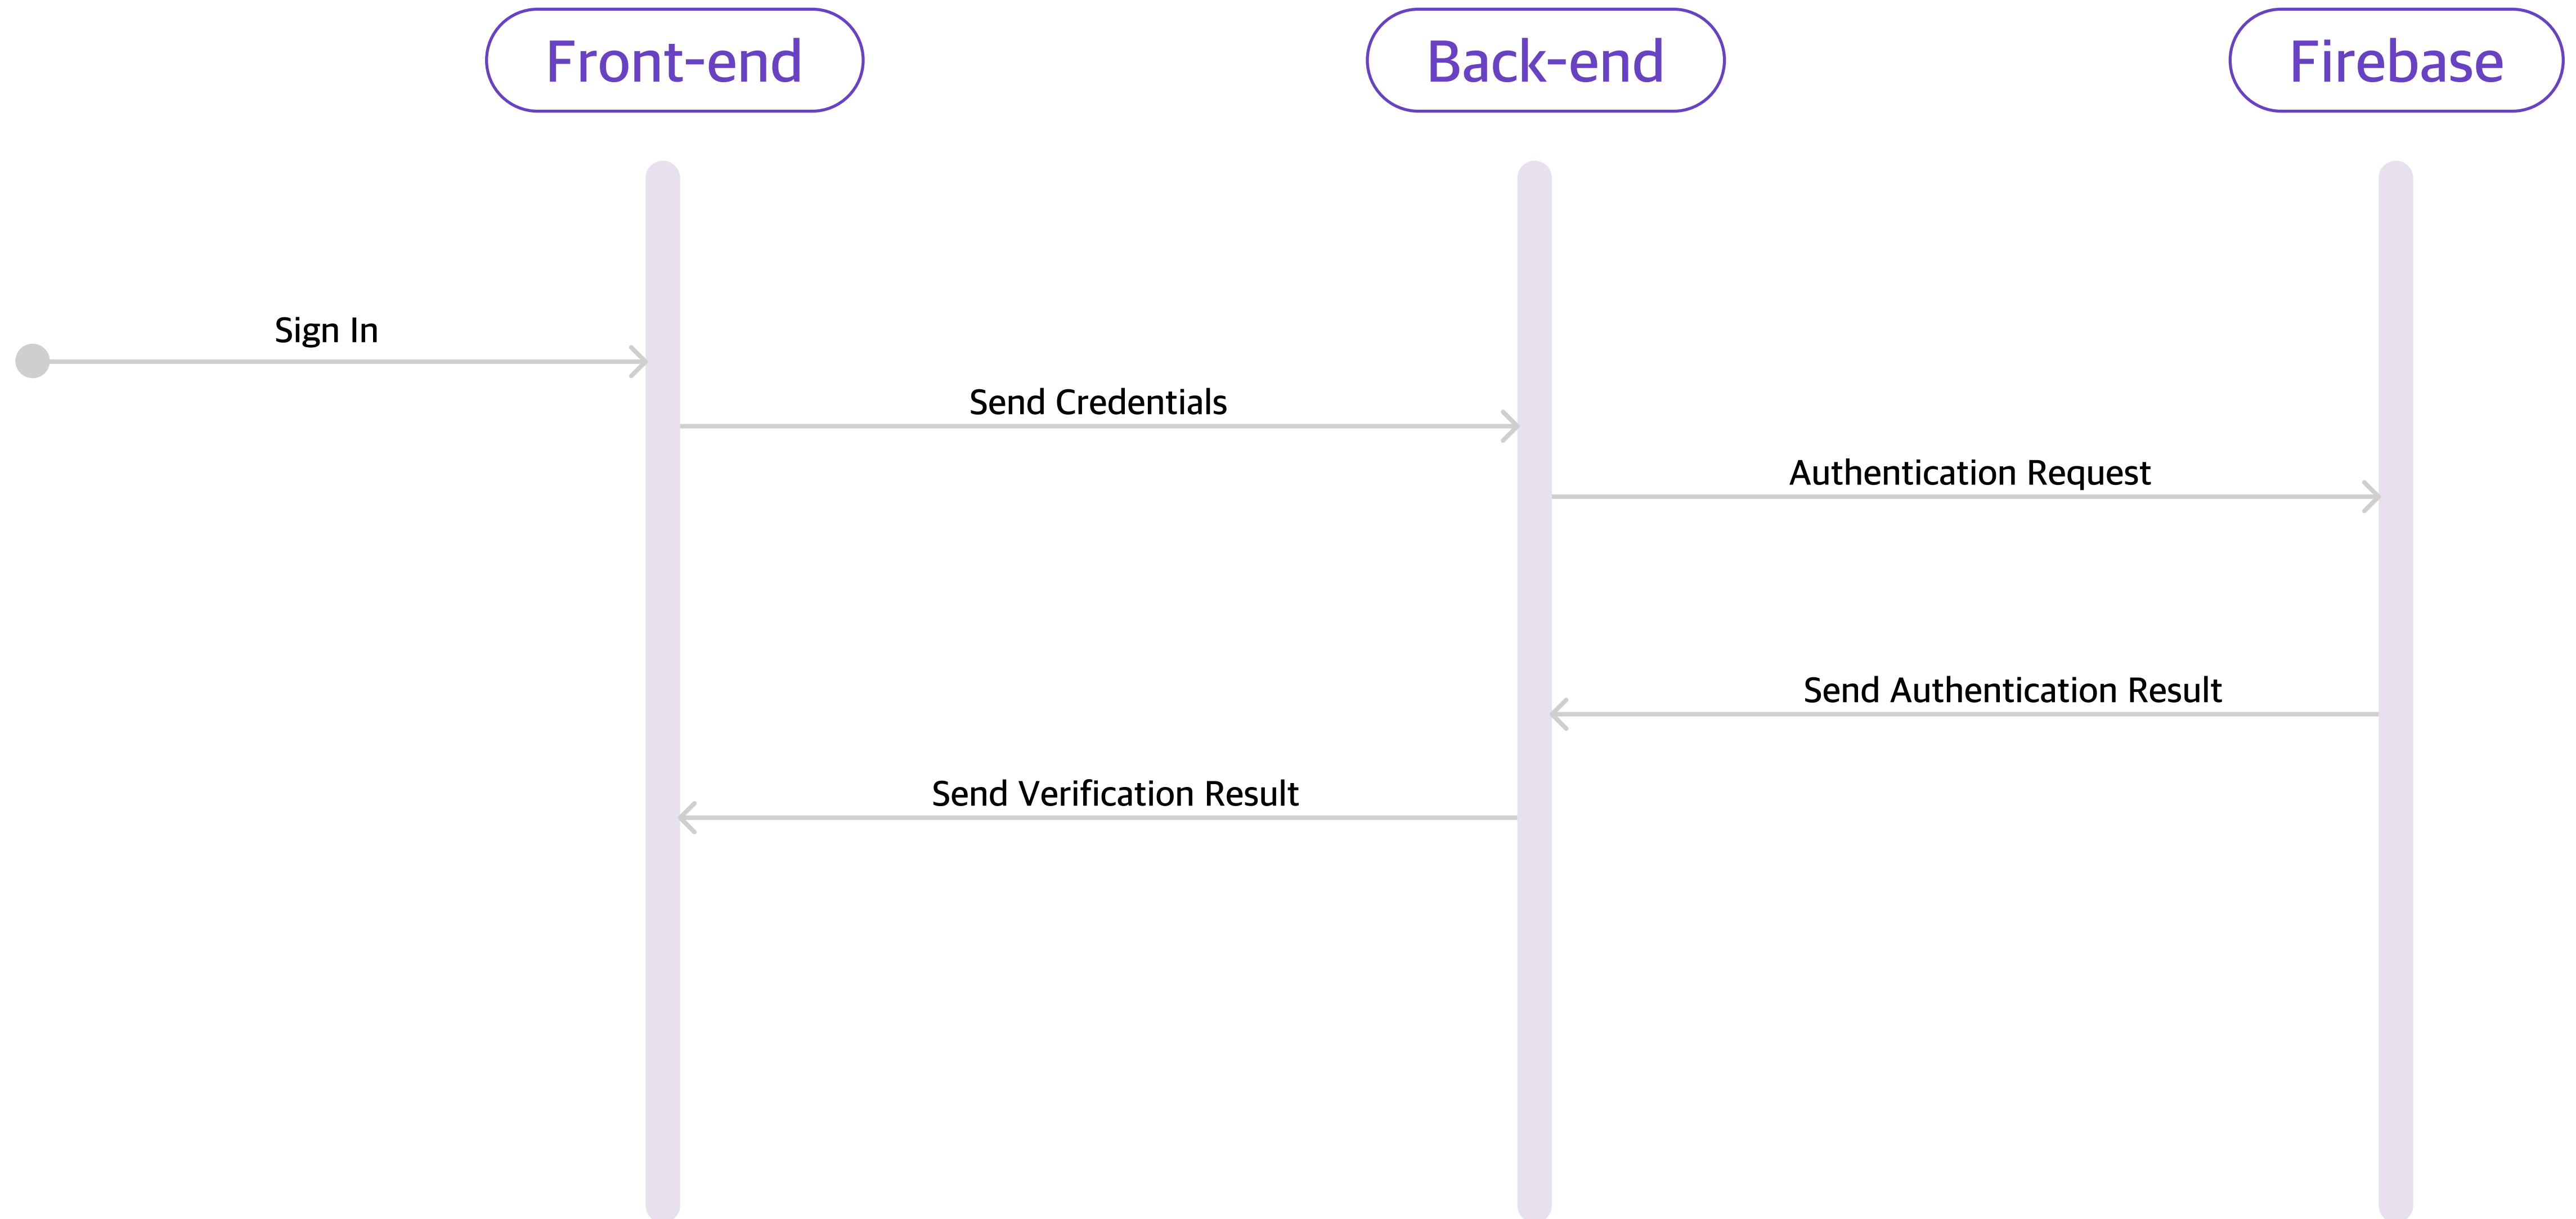 Front-end
Back-end
Firebase
Sign In
Send Credentials
Authentication Request
Send Authentication Result
Send Verification Result